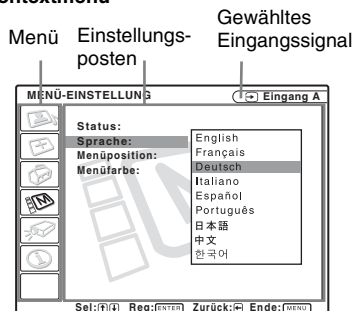 ontextmenü
Menü
Einstellungs-
posten
Gewähltes
Eingangssignal
MENÜ-EINSTELLUNG
Eingang A
Status:
Sprache:
Menüposition:
Menüfarbe:
English
Français
Deutsch
Italiano
Español
Português
日本語
中文
한국어
Sel: Reg: ENTER Zurück: Ende: MENU